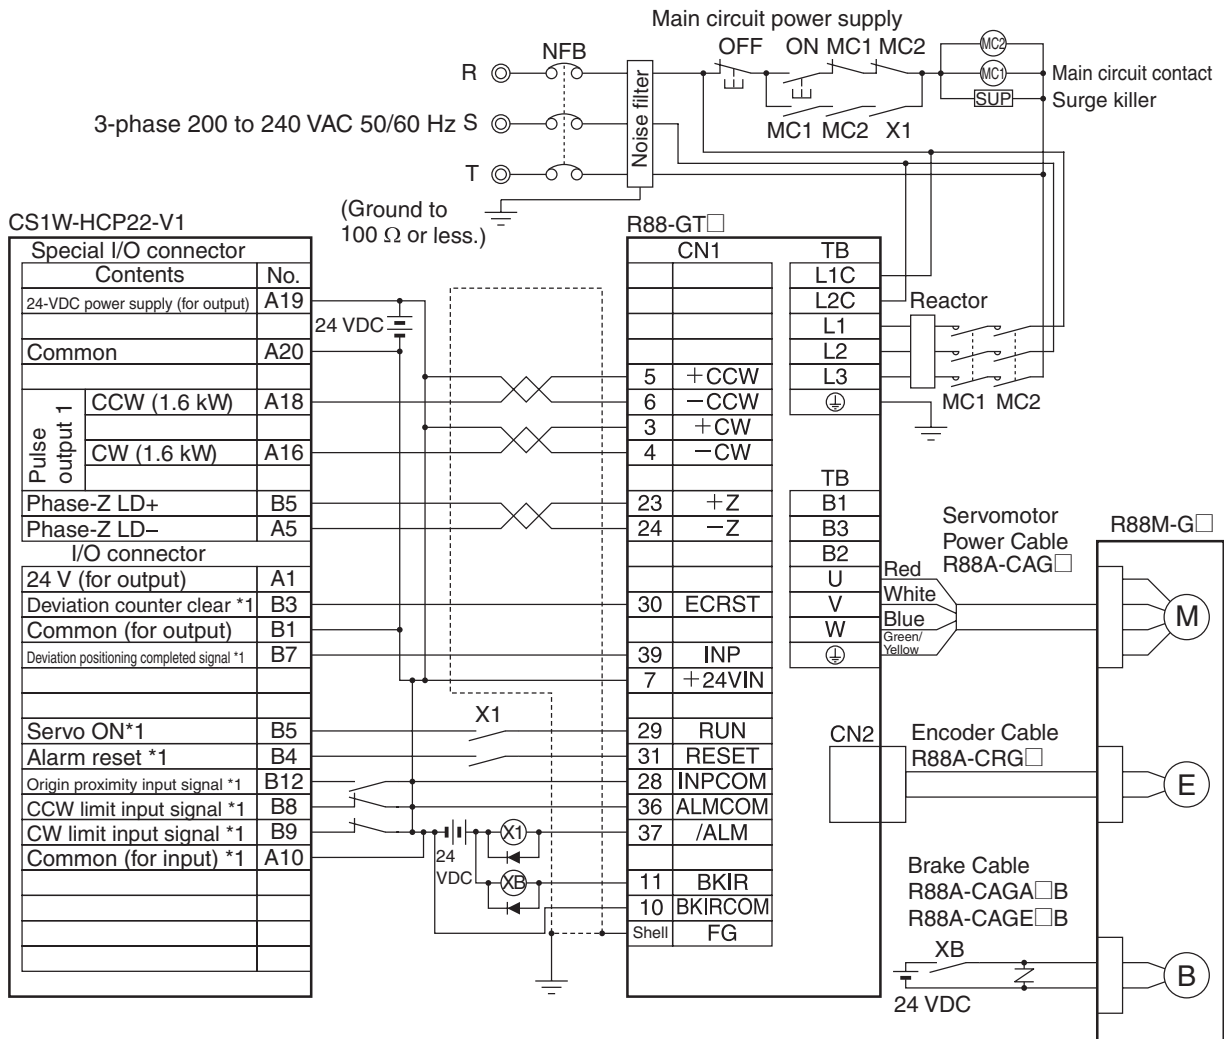 Main circuit power supply
OFF ON MC1 MC2
MC2
NFB
R
MC1
Main circuit contact
Noise filter
SUP
Surge killer
3-phase 200 to 240 VAC 50/60 Hz S
MC1 MC2 X1
T
(Ground to
100 Ω or less.)
CS1W-HCP22-V1
Special I/O connector
Contents No.
24-VDC power supply (for output) A19
24 VDC
Common A20
Pulse output 1
CCW (1.6 kW) A18
CW (1.6 kW) A16
Phase-Z LD+ B5
Phase-Z LD− A5
I/O connector
24 V (for output) A1
Deviation counter clear *1 B3
Common (for output) B1
Deviation positioning completed signal *1 B7
Servo ON*1 B5
Alarm reset *1 B4
Origin proximity input signal *1 B12
CCW limit input signal *1 B8
CW limit input signal *1 B9
Common (for input) *1 A10
X1
X1
24
VDC
XB
R88-GT□
CN1
5 +CCW
6 −CCW
3 +CW
4 −CW
23 +Z
24 −Z
30 ECRST
39 INP
7 +24VIN
29 RUN
31 RESET
28 INPCOM
36 ALMCOM
37 /ALM
11 BKIR
10 BKIRCOM
Shell FG
TB
L1C
L2C
L1
L2
L3
Reactor
MC1 MC2
TB
B1
B3
B2
U
V
W
Red
White
Blue
Green/
Yellow
Servomotor
Power Cable
R88A-CAG□
R88M-G□
M
CN2
Encoder Cable
R88A-CRG□
E
Brake Cable
R88A-CAGA□B
R88A-CAGE□B
XB
24 VDC
B